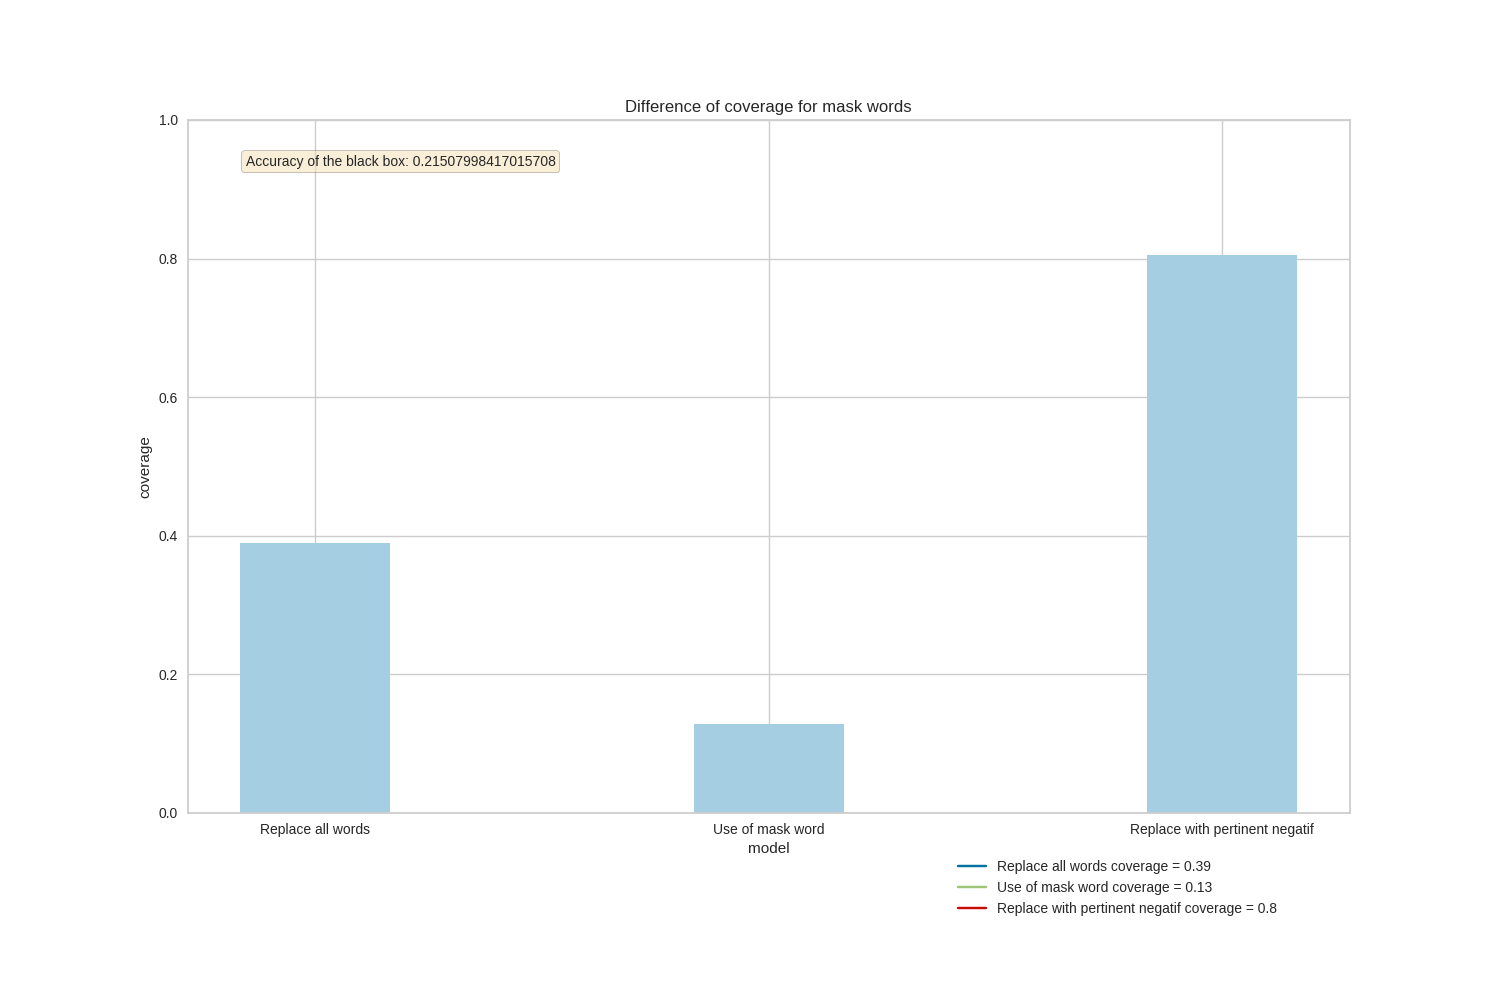 Difference of coverage for mask words
1.0
Accuracy of the black box: 0.21507998417015708
0.8
0.6
coverage
0.4
0.2
0.0
Replace all words
Use of mask word
Replace with pertinent negatif
model
Replace all words coverage = 0.39
Use of mask word coverage = 0.13
Replace with pertinent negatif coverage = 0.8